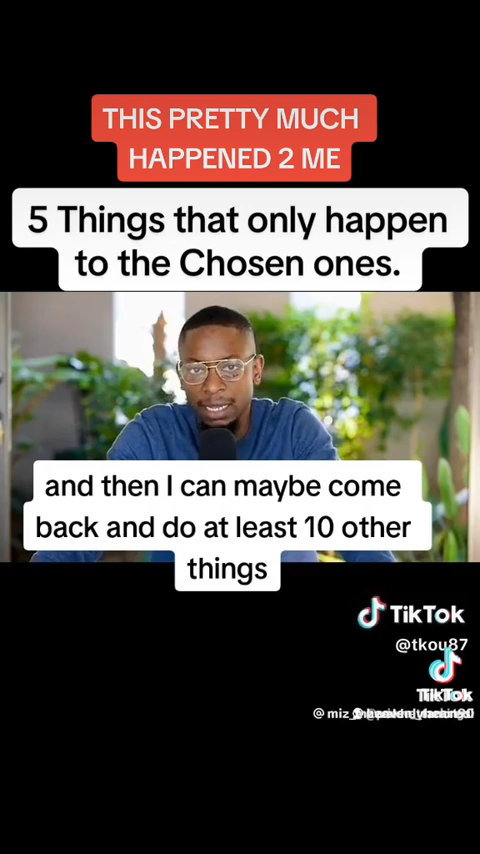 THIS PRETTY MUCH
HAPPENED 2 ME
5 Things that only happen
to the Chosen ones.
and then I can maybe come
back and do at least 10 other
things
TikTok
@tkou87
TikTok